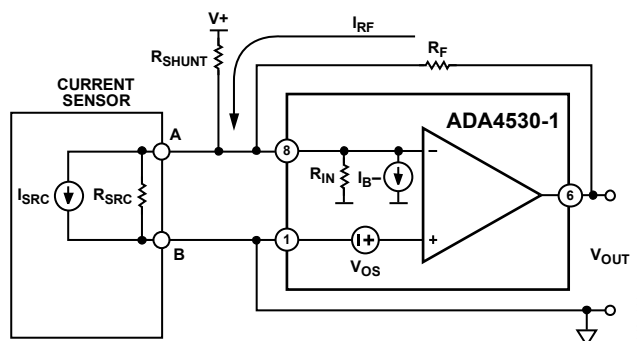 V+
I_RF
R_F
R_SHUNT
CURRENT
SENSOR
ADA4530-1
A
8
I_SRC
R_SRC
R_IN
I_B–
–
6
B
1
I+
+
V_OS
V_OUT